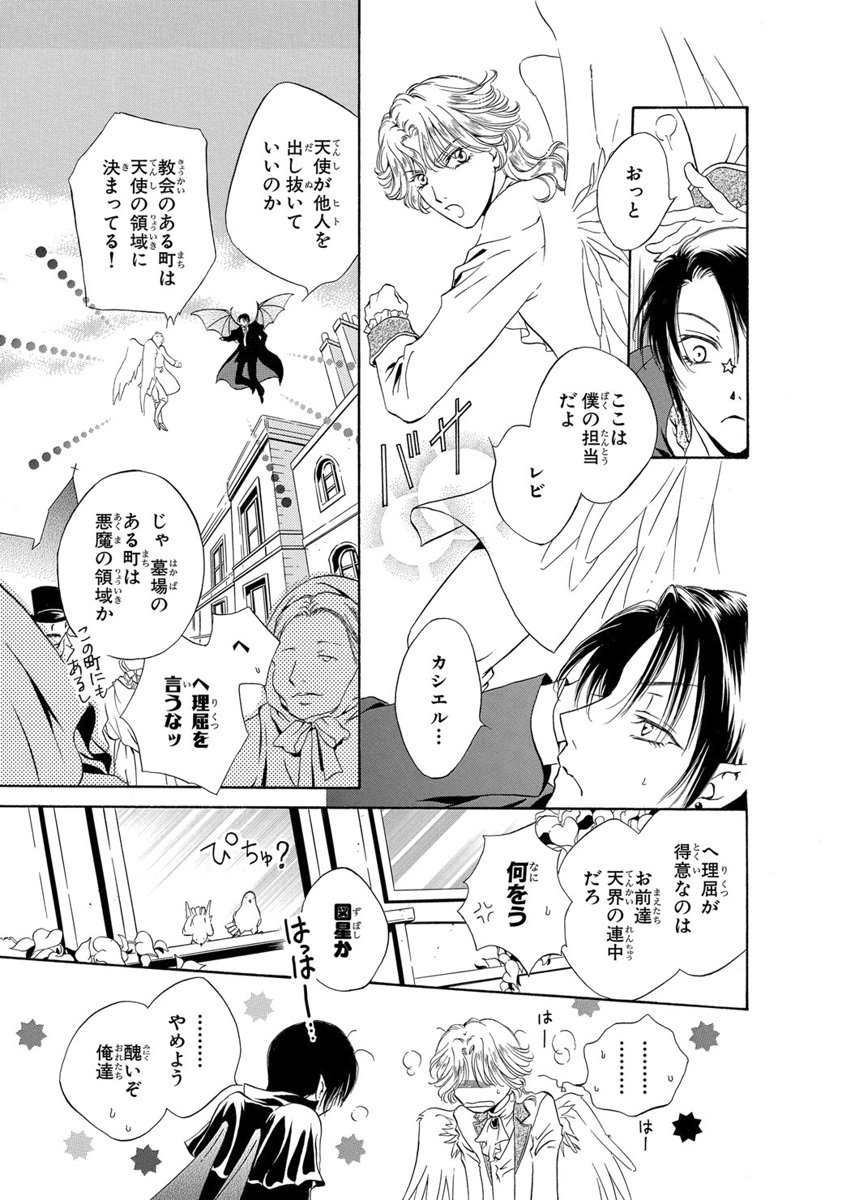 おっと
ここは
僕の担当
だよ
レビ
バサ
カシエル…
天使が他人を
出し抜いて
いいのか
教会のある町は
天使の領域に
決まってる！
じゃ墓場の
ある町は
悪魔の領域か
この町にも
あるし
へ
へ理屈を
言うなッ
へ理屈が
得意なのは
お前達
天界の連中
だろ
何をう
図星か
はっはー…
ぴちゅ？
はー
………
はー
………
やめよう
醜いぞ
俺達